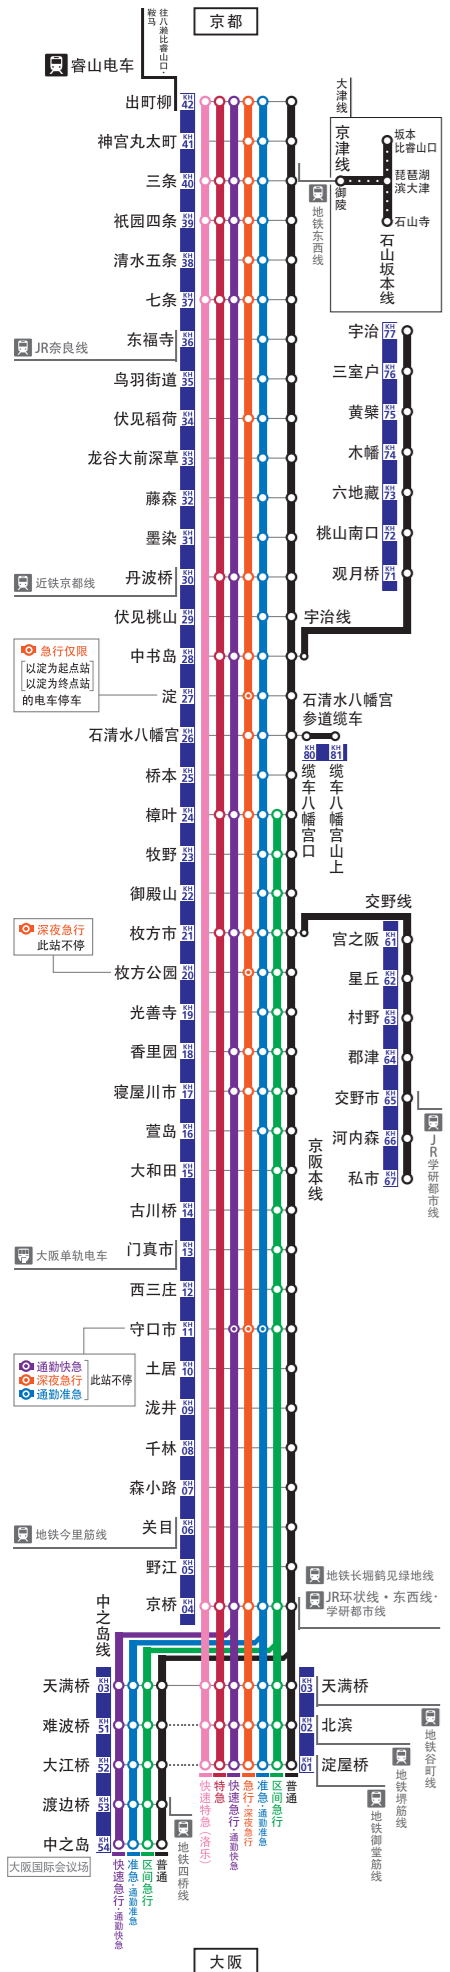 京都
往八濑比睿山口·鞍马
睿山电车
出町柳 KH 42
神宫丸太町 KH 41
三条 KH 40
祇园四条 KH 39
清水五条 KH 38
七条 KH 37
东福寺 KH 36
鸟羽街道 KH 35
伏见稻荷 KH 34
龙谷大前深草 KH 33
藤森 KH 32
墨染 KH 31
丹波桥 KH 30
伏见桃山 KH 29
中书岛 KH 28
淀 KH 27
石清水八幡宫 KH 26
桥本 KH 25
樟叶 KH 24
牧野 KH 23
御殿山 KH 22
枚方市 KH 21
枚方公园 KH 20
光善寺 KH 19
香里园 KH 18
寝屋川市 KH 17
萱岛 KH 16
大和田 KH 15
古川桥 KH 14
门真市 KH 13
西三庄 KH 12
守口市 KH 11
土居 KH 10
泷井 KH 09
千林 KH 08
森小路 KH 07
关目 KH 06
野江 KH 05
京桥 KH 04
JR奈良线
近铁京都线
急行仅限
以淀为起点站
以淀为终点站
的电车停车
深夜急行
此站不停
大阪单轨电车
通勤快急
深夜急行
通勤准急
此站不停
地铁今里筋线
大津线
京津线
御陵
坂本
比睿山口
琵琶湖
滨大津
石山寺
石山坂本线
地铁东西线
宇治 KH 77
三室户 KH 76
黄檗 KH 75
木幡 KH 74
六地藏 KH 73
桃山南口 KH 72
观月桥 KH 71
宇治线
石清水八幡宫
参道缆车
KH 80 KH 81
缆车八幡宫口
缆车八幡宫山上
交野线
宫之阪 KH 61
星丘 KH 62
村野 KH 63
郡津 KH 64
交野市 KH 65
河内森 KH 66
私市 KH 67
JR学研都市线
京阪本线
地铁长堀鹤见绿地线
JR环状线·东西线·
学研都市线
中之岛线
天满桥 KH 03
难波桥 KH 51
大江桥 KH 52
渡边桥 KH 53
中之岛 KH 54
大阪国际会议场
KH 03 天满桥
KH 02 北滨
KH 01 淀屋桥
地铁谷町线
地铁堺筋线
地铁御堂筋线
地铁四桥线
快速特急(洛乐)
特急
快速急行·通勤快急
急行·深夜急行
准急·通勤准急
区间急行
普通
快速急行·通勤快急
准急·通勤准急
区间急行
普通
大阪